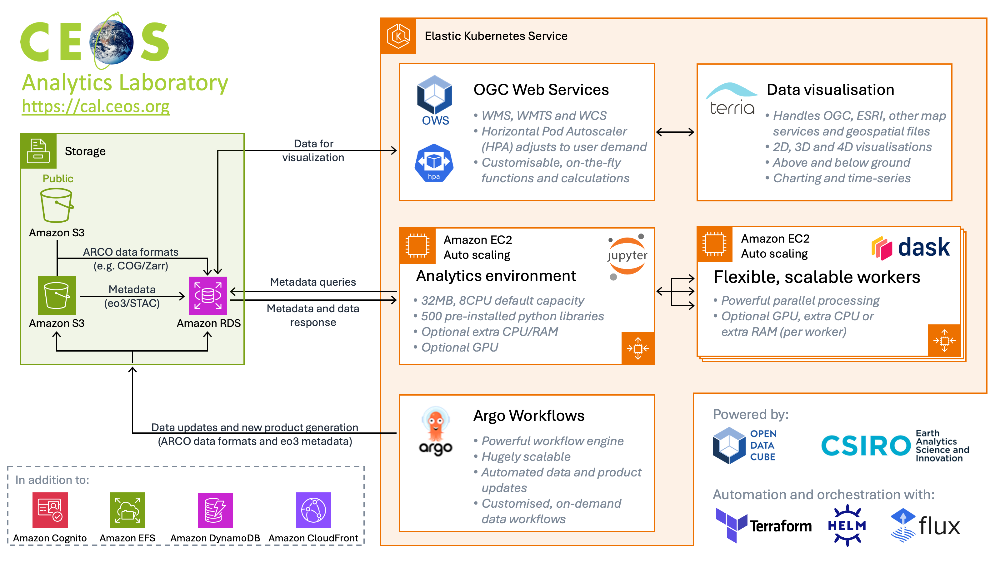 CEOS
Analytics Laboratory
https://cal.ceos.org
Storage
Public
Amazon S3
ARCO data formats
(e.g. COG/Zarr)
Metadata
(eo3/STAC)
Amazon S3
Amazon RDS
Data for
visualization
Metadata queries
Metadata and data
response
Data updates and new product generation
(ARCO data formats and eo3 metadata)
In addition to:
Amazon Cognito
Amazon EFS
Amazon DynamoDB
Amazon CloudFront
K
Elastic Kubernetes Service
OWS
hpa
OGC Web Services
• WMS, WMTS and WCS
• Horizontal Pod Autoscaler
(HPA) adjusts to user demand
• Customisable, on-the-fly
functions and calculations
terria
Data visualisation
• Handles OGC, ESRI, other map
services and geospatial files
• 2D, 3D and 4D visualisations
• Above and below ground
• Charting and time-series
Amazon EC2
Auto scaling
jupyter
Analytics environment
• 32MB, 8CPU default capacity
• 500 pre-installed python libraries
• Optional extra CPU/RAM
• Optional GPU
Amazon EC2
Auto scaling
dask
Flexible, scalable workers
• Powerful parallel processing
• Optional GPU, extra CPU or
extra RAM (per worker)
argo
Argo Workflows
• Powerful workflow engine
• Hugely scalable
• Automated data and product
updates
• Customised, on-demand
data workflows
Powered by:
OPEN
DATA
CUBE
CSIRO
Earth
Analytics
Science and
Innovation
Automation and orchestration with:
Terraform
HELM
flux